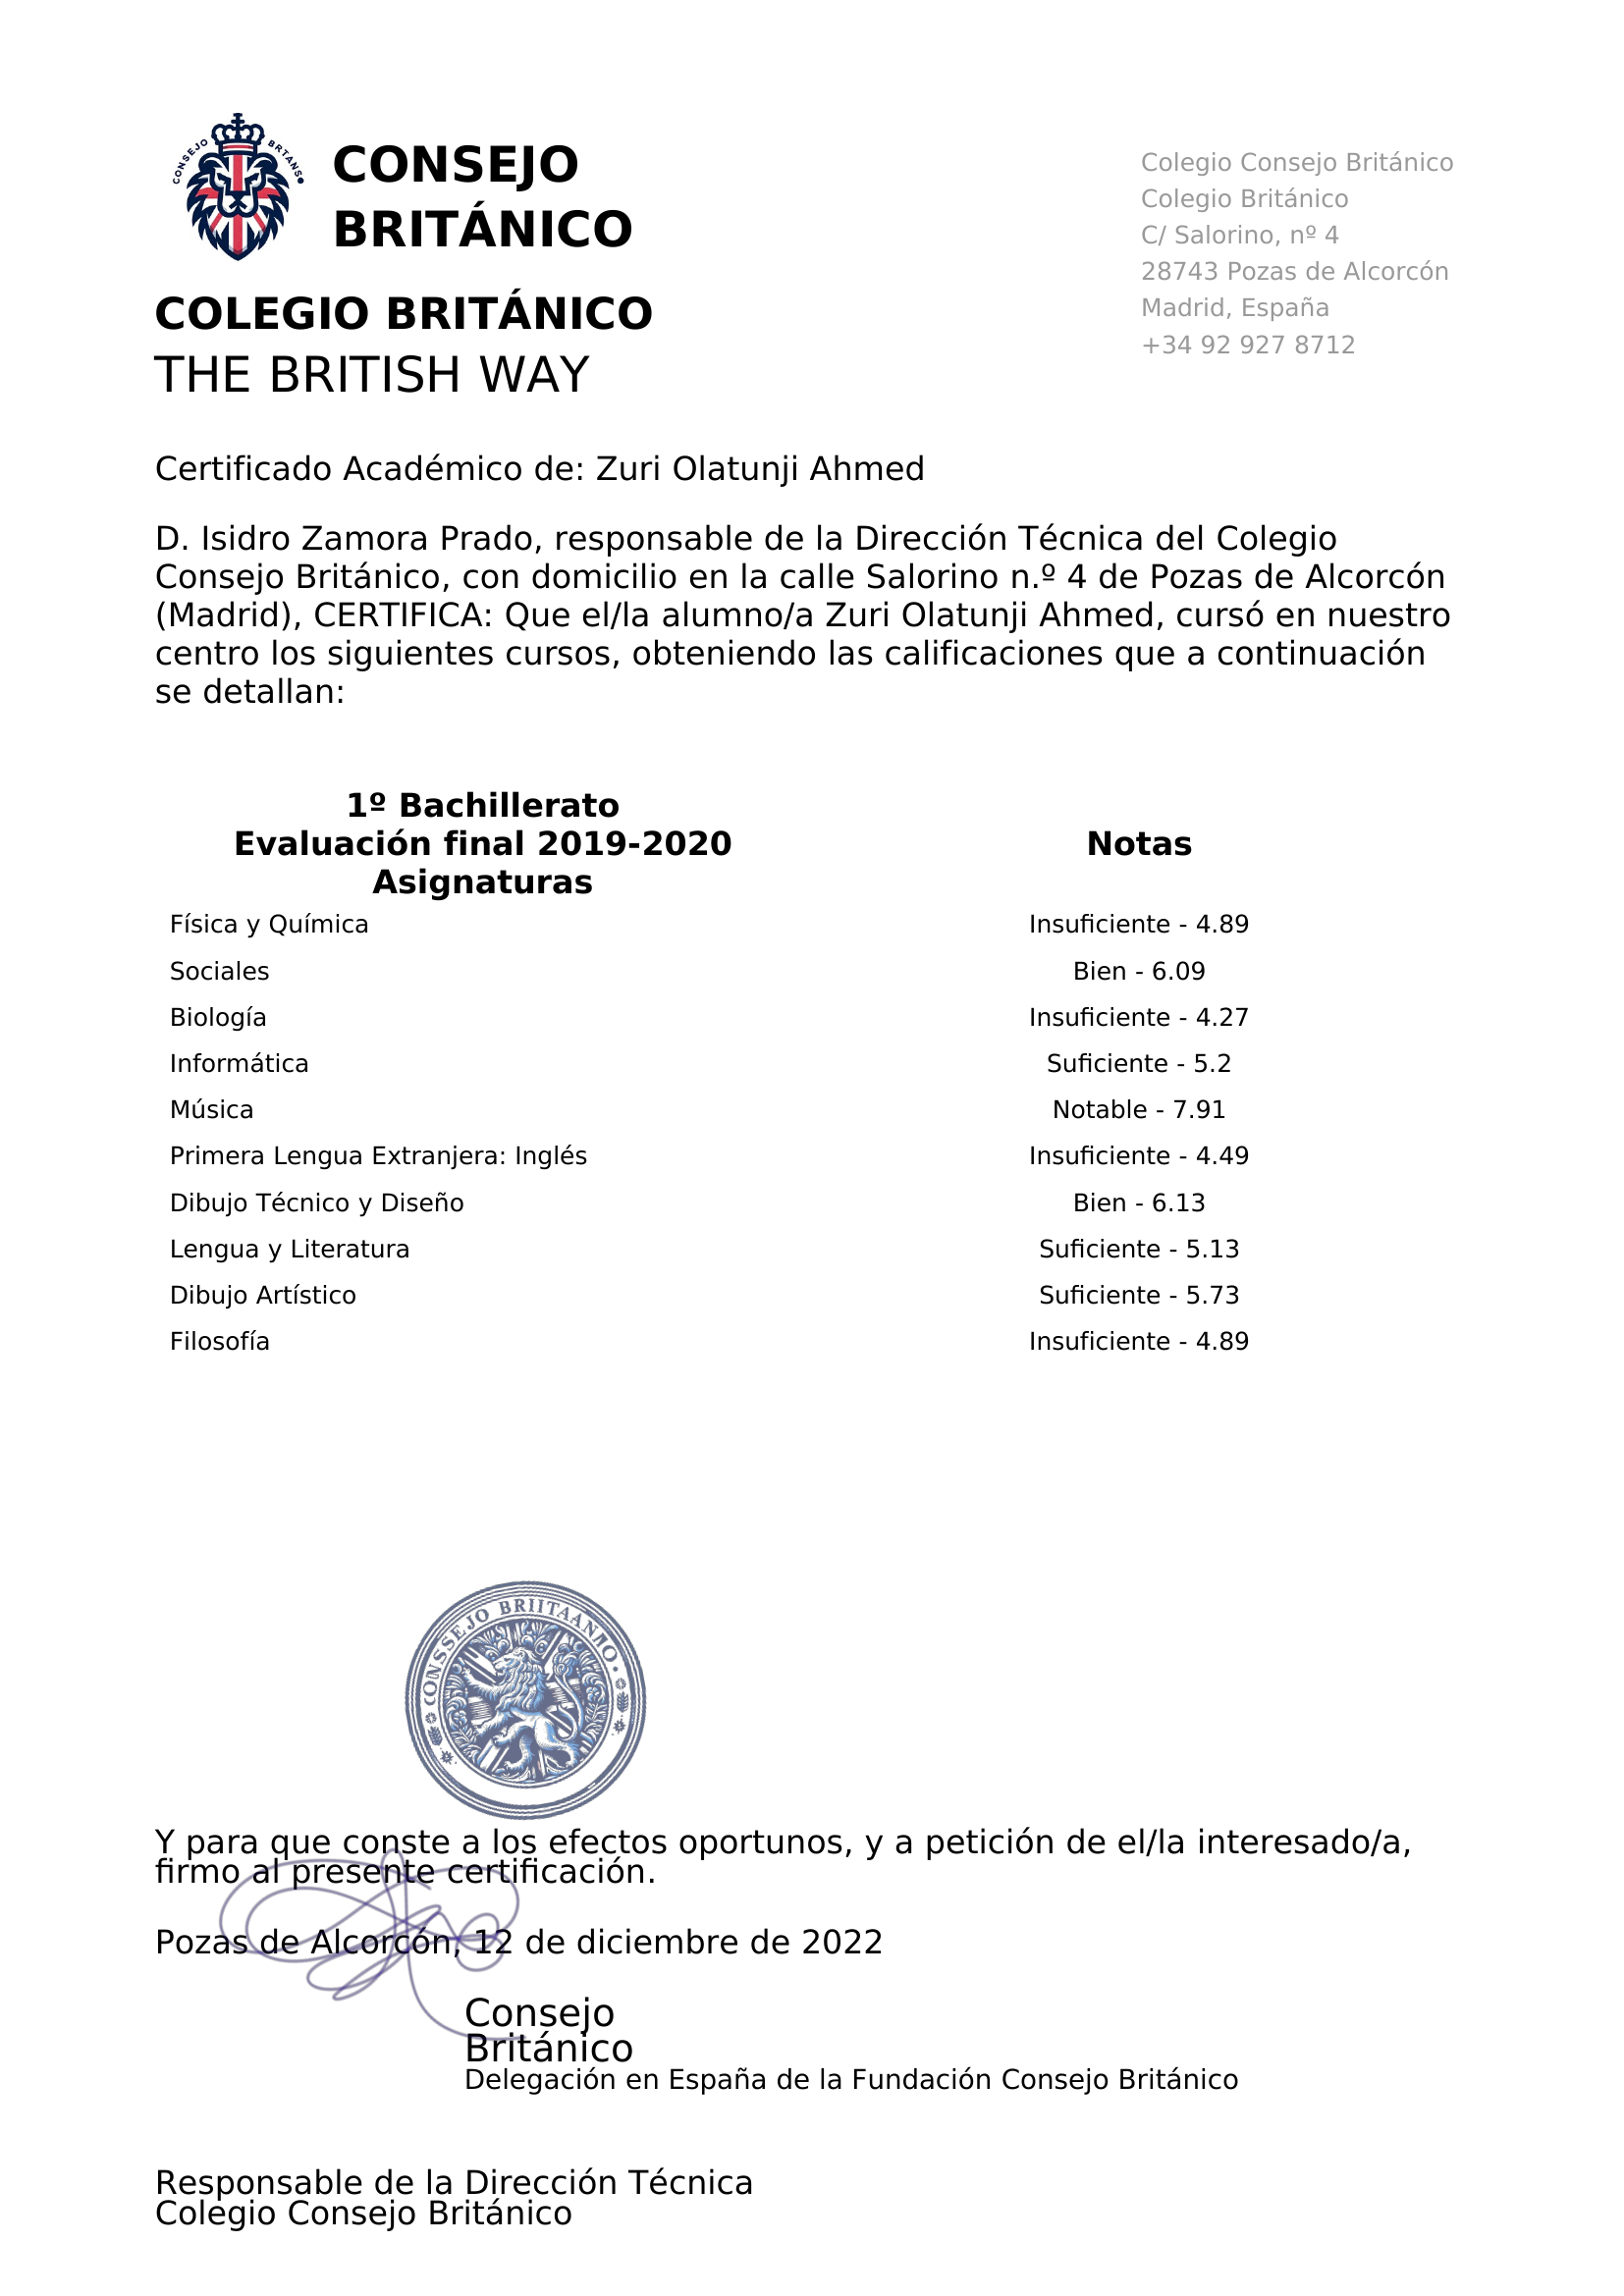 CONSEJO BRTANS
CONSEJO
BRITÁNICO
COLEGIO BRITÁNICO
THE BRITISH WAY
Colegio Consejo Británico
Colegio Británico
C/ Salorino, nº 4
28743 Pozas de Alcorcón
Madrid, España
+34 92 927 8712
Certificado Académico de: Zuri Olatunji Ahmed
D. Isidro Zamora Prado, responsable de la Dirección Técnica del Colegio
Consejo Británico, con domicilio en la calle Salorino n.º 4 de Pozas de Alcorcón
(Madrid), CERTIFICA: Que el/la alumno/a Zuri Olatunji Ahmed, cursó en nuestro
centro los siguientes cursos, obteniendo las calificaciones que a continuación
se detallan:
1º Bachillerato
Evaluación final 2019-2020 Notas
Asignaturas
Física y Química Insuficiente - 4.89
Sociales Bien - 6.09
Biología Insuficiente - 4.27
Informática Suficiente - 5.2
Música Notable - 7.91
Primera Lengua Extranjera: Inglés Insuficiente - 4.49
Dibujo Técnico y Diseño Bien - 6.13
Lengua y Literatura Suficiente - 5.13
Dibujo Artístico Suficiente - 5.73
Filosofía Insuficiente - 4.89
CONSSEJO BRIITAANIO
Y para que conste a los efectos oportunos, y a petición de el/la interesado/a,
firmo al presente certificación.
Pozas de Alcorcón, 12 de diciembre de 2022
Consejo
Británico
Delegación en España de la Fundación Consejo Británico
Responsable de la Dirección Técnica
Colegio Consejo Británico